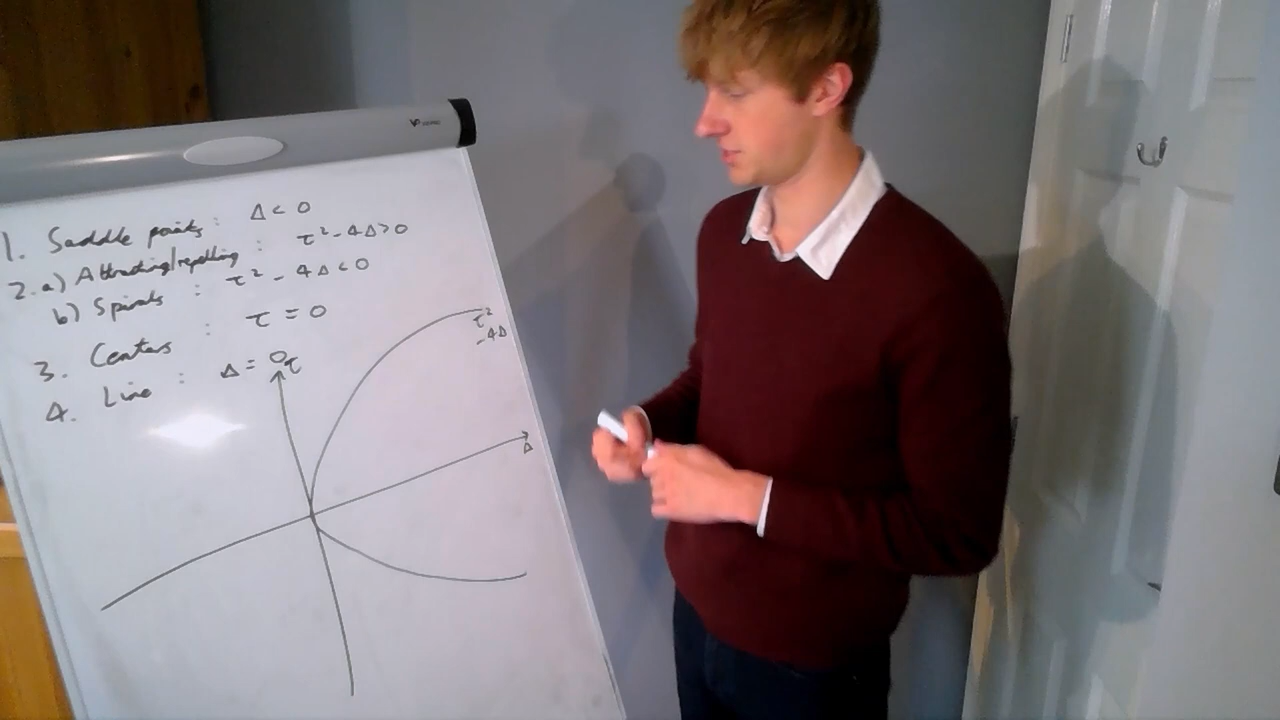 1. Saddle points : Δ < 0
2. a) Attracting/repelling : τ² - 4Δ > 0
b) Spirals : τ² - 4Δ < 0
3. Centers : τ = 0
4. Line : Δ = 0
τ
τ²
-4Δ
Δ